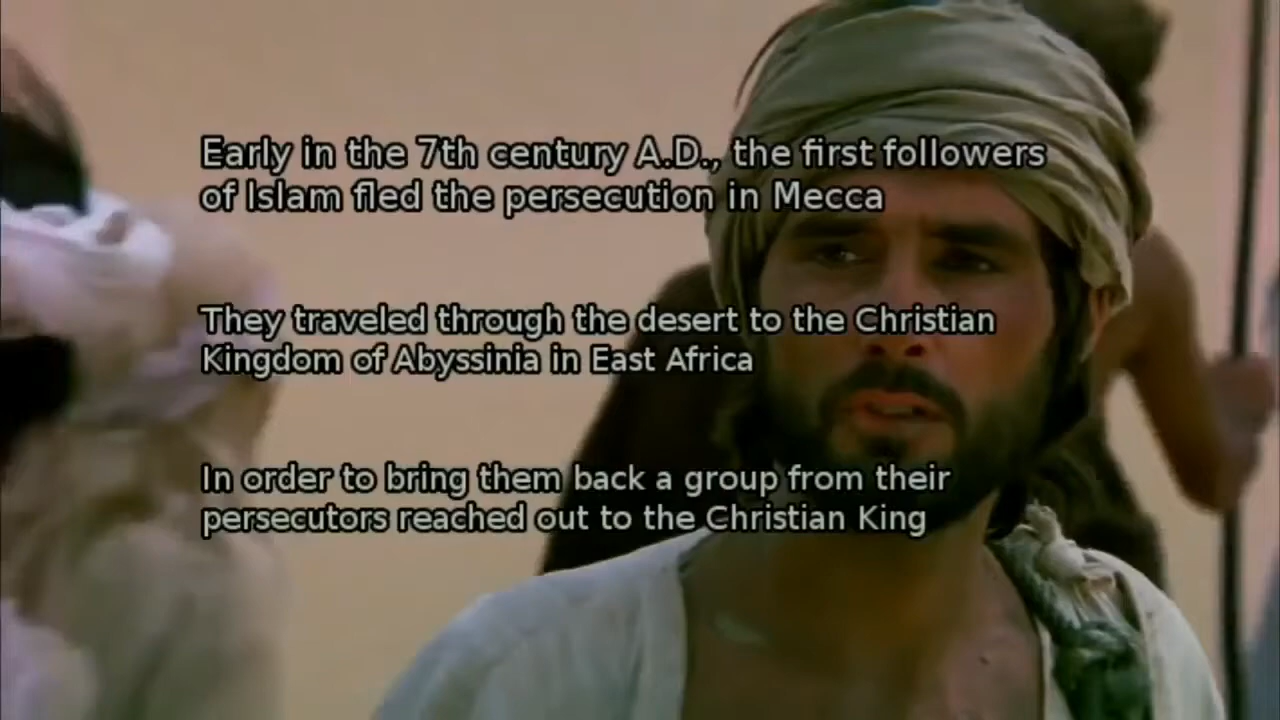 Early in the 7th century A.D., the first followers
of Islam fled the persecution in Mecca
They traveled through the desert to the Christian
Kingdom of Abyssinia in East Africa
In order to bring them back a group from their
persecutors reached out to the Christian King